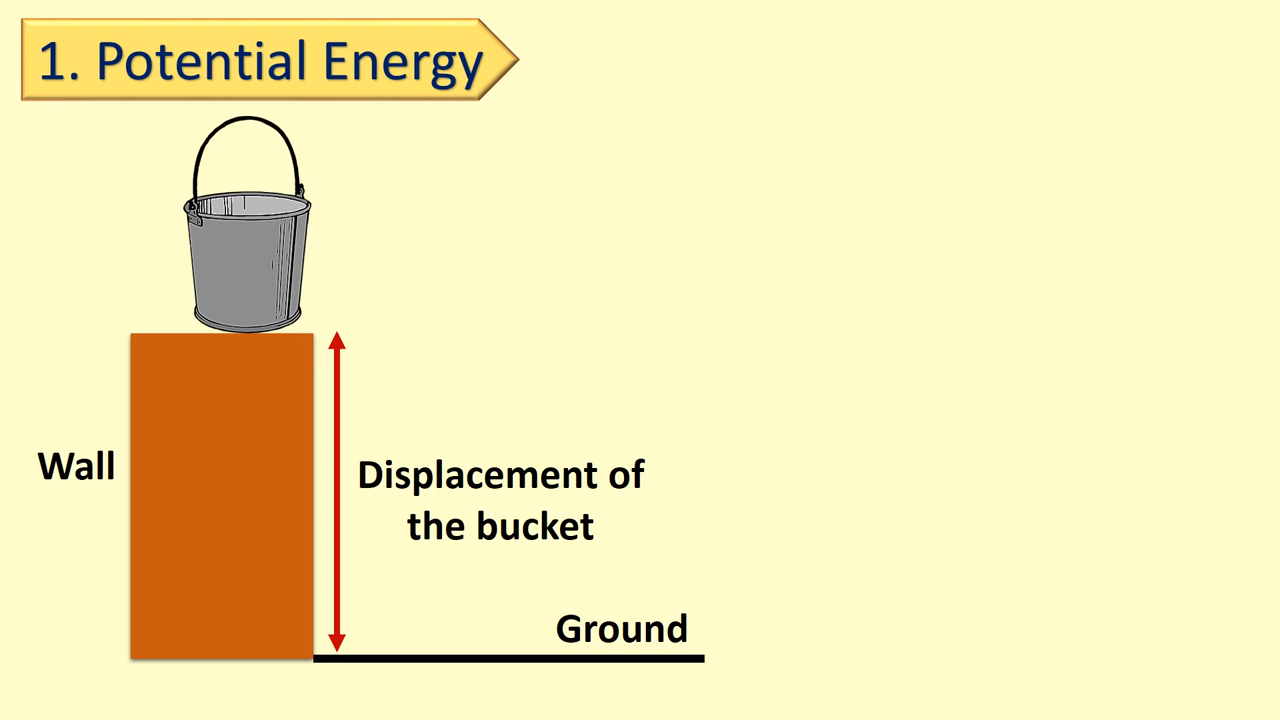 1. Potential Energy
Wall
Displacement of
the bucket
Ground